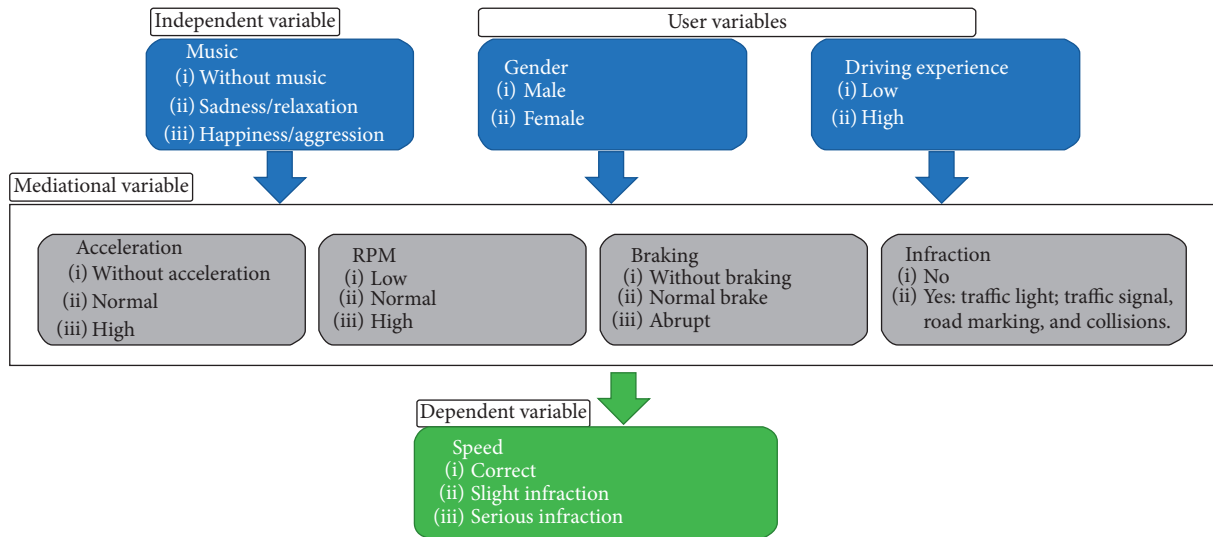 Independent variable
Music
(i) Without music
(ii) Sadness/relaxation
(iii) Happiness/aggression
User variables
Gender
(i) Male
(ii) Female
Driving experience
(i) Low
(ii) High
Mediational variable
Acceleration
(i) Without acceleration
(ii) Normal
(iii) High
RPM
(i) Low
(ii) Normal
(iii) High
Braking
(i) Without braking
(ii) Normal brake
(iii) Abrupt
Infraction
(i) No
(ii) Yes: traffic light; traffic signal,
road marking, and collisions.
Dependent variable
Speed
(i) Correct
(ii) Slight infraction
(iii) Serious infraction